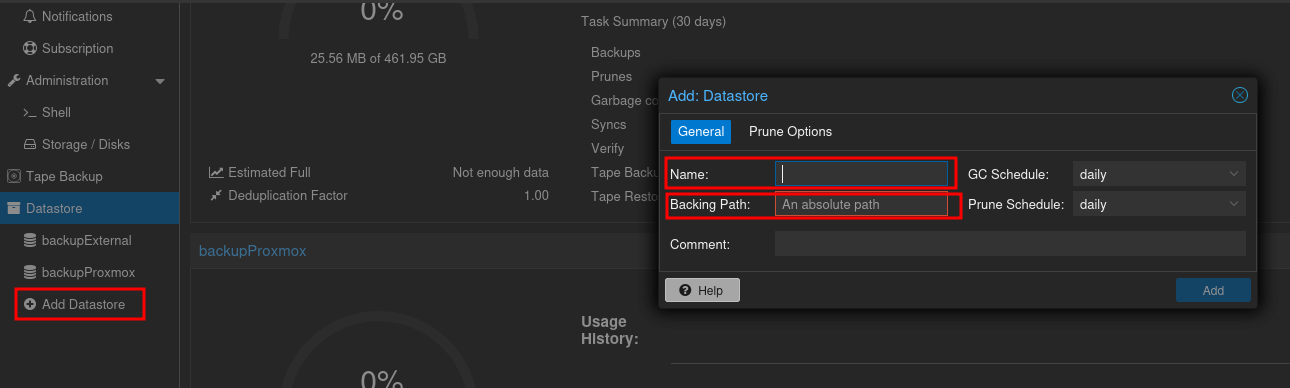 Notifications
Subscription
Administration
Shell
Storage / Disks
Tape Backup
Datastore
backupExternal
backupProxmox
Add Datastore
0%
25.56 MB of 461.95 GB
Estimated Full Not enough data
Deduplication Factor 1.00
Task Summary (30 days)
Backups
Prunes
Garbage co
Syncs
Verify
Tape Backu
Tape Resto
backupProxmox
0%
Usage
History:
Add: Datastore
General Prune Options
Name: GC Schedule: daily
Backing Path: An absolute path Prune Schedule: daily
Comment:
Help Add